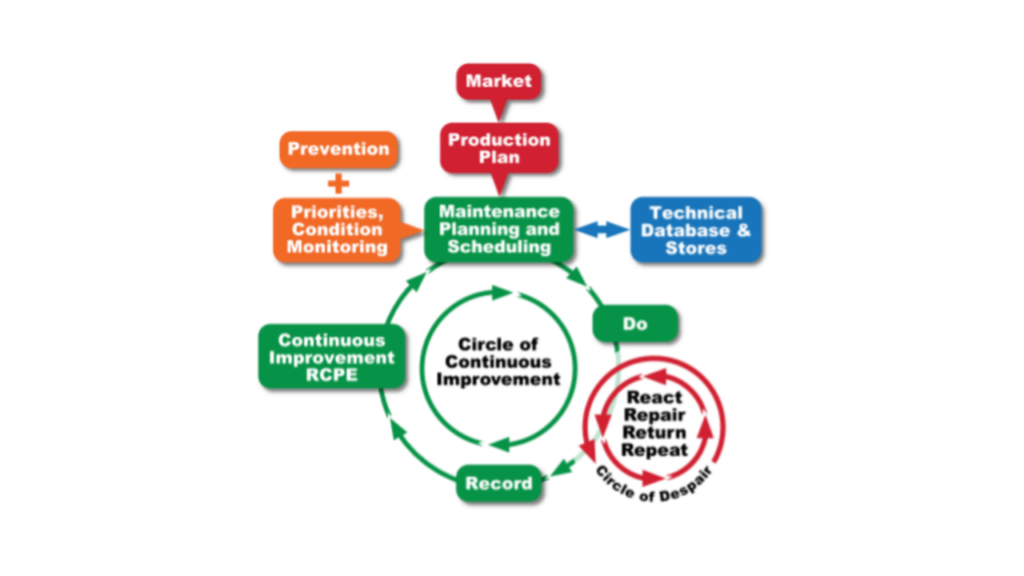 Market
Production
Plan
Prevention
Priorities,
Condition
Monitoring
Maintenance
Planning and
Scheduling
Technical
Database &
Stores
Do
Continuous
Improvement
RCPE
Circle of
Continuous
Improvement
React
Repair
Return
Repeat
Circle of Despair
Record